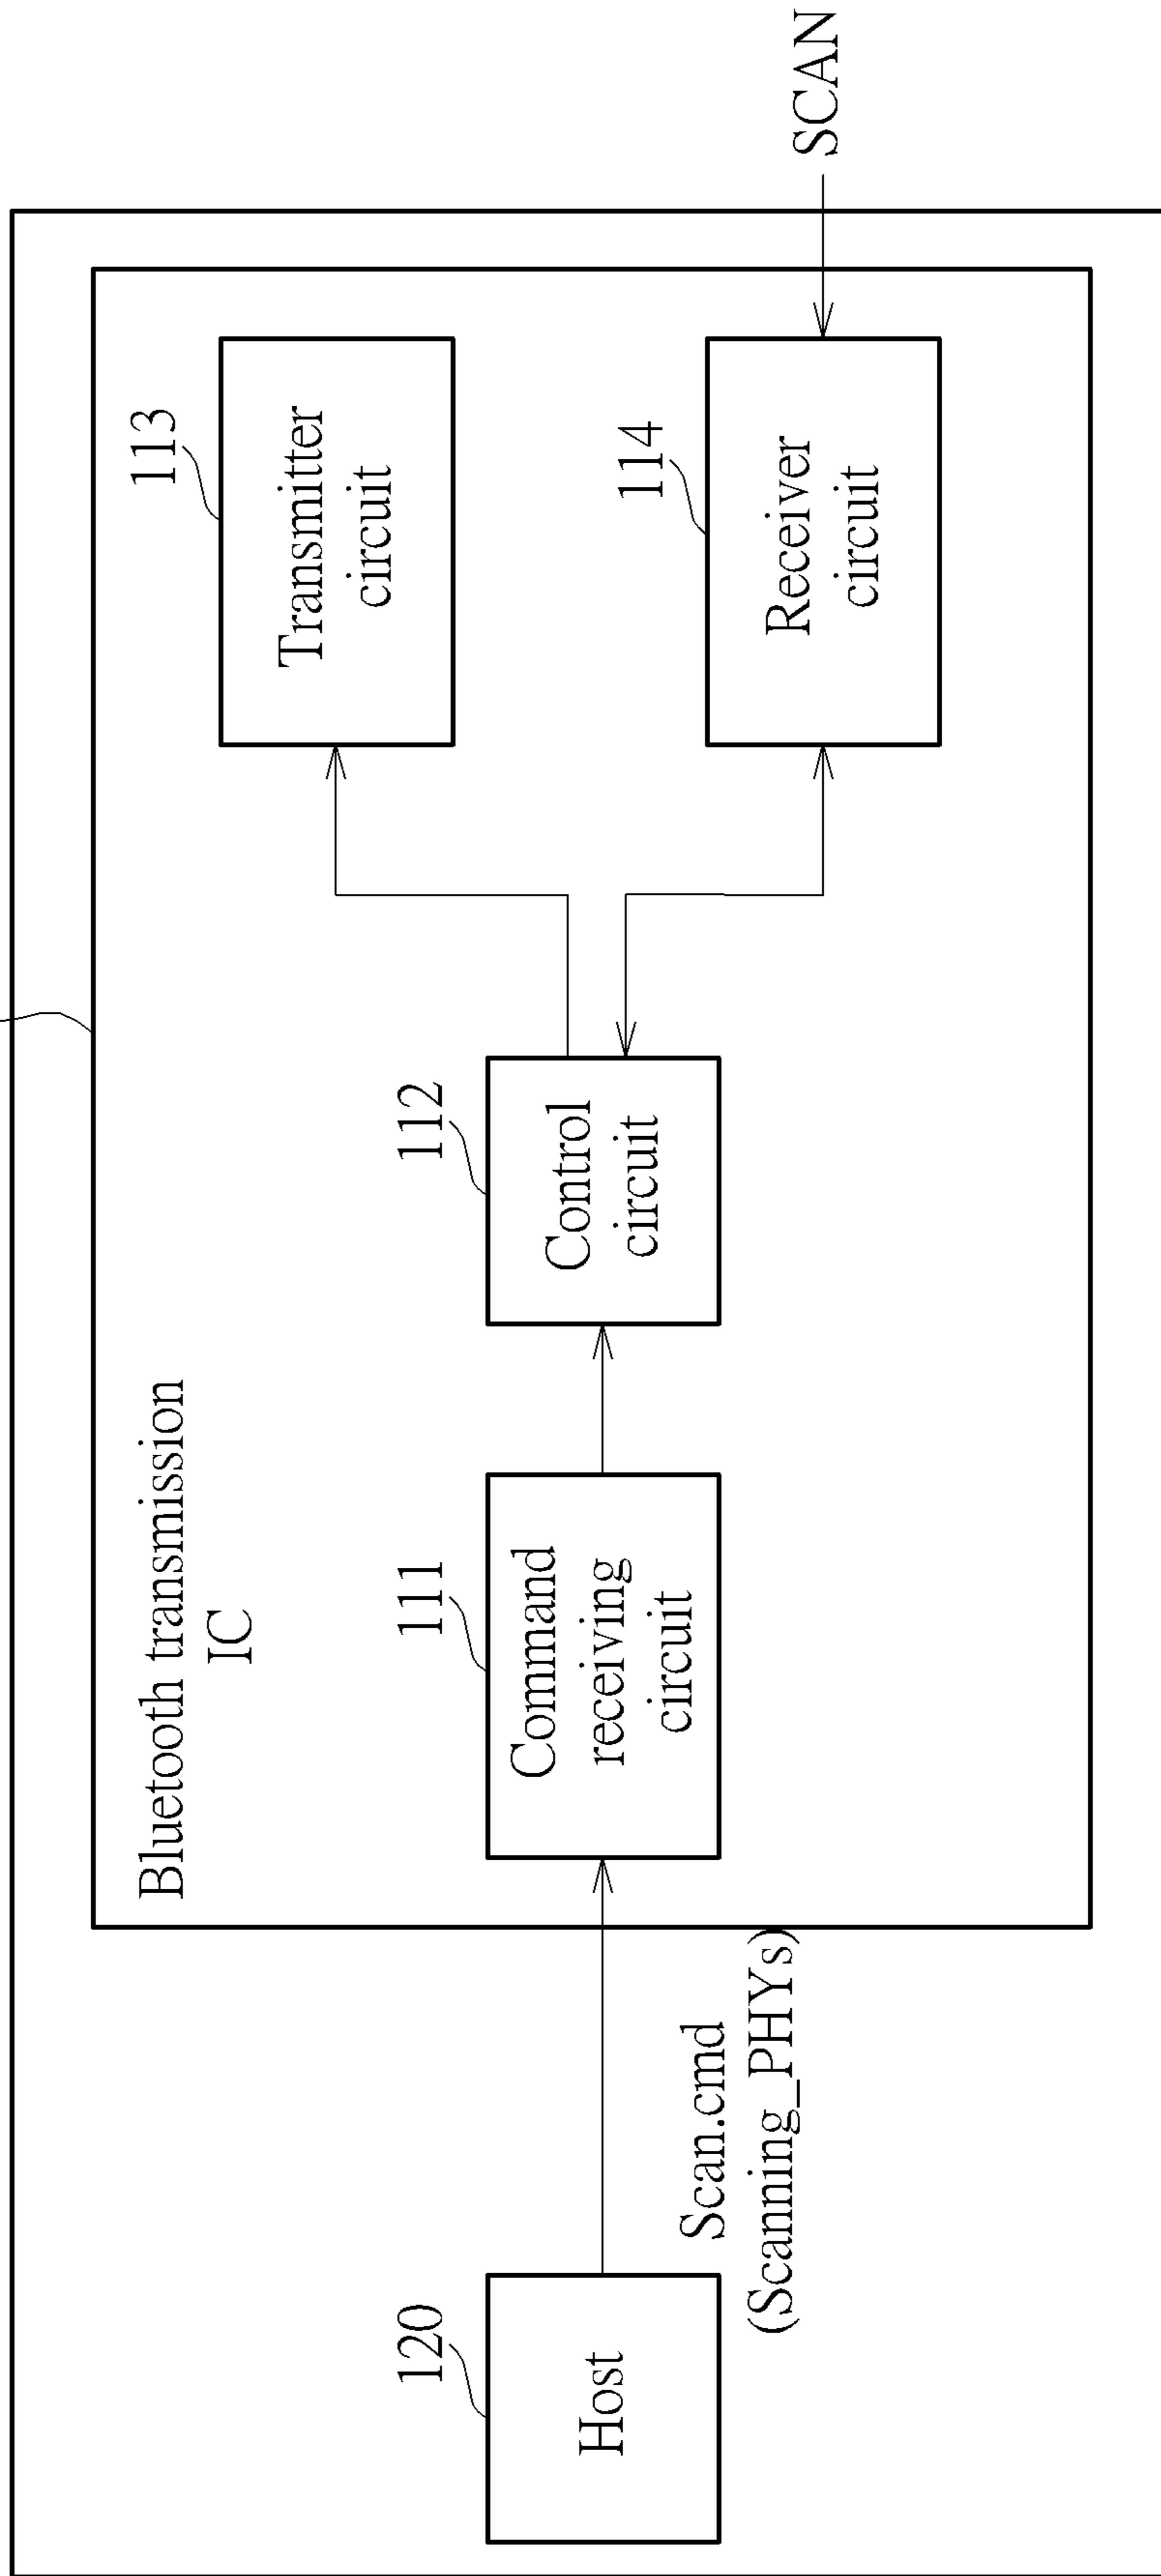 Bluetooth transmission
IC
120
Host
Scan.cmd
(Scanning_PHYs)
111
Command
receiving
circuit
112
Control
circuit
113
Transmitter
circuit
114
Receiver
circuit
SCAN